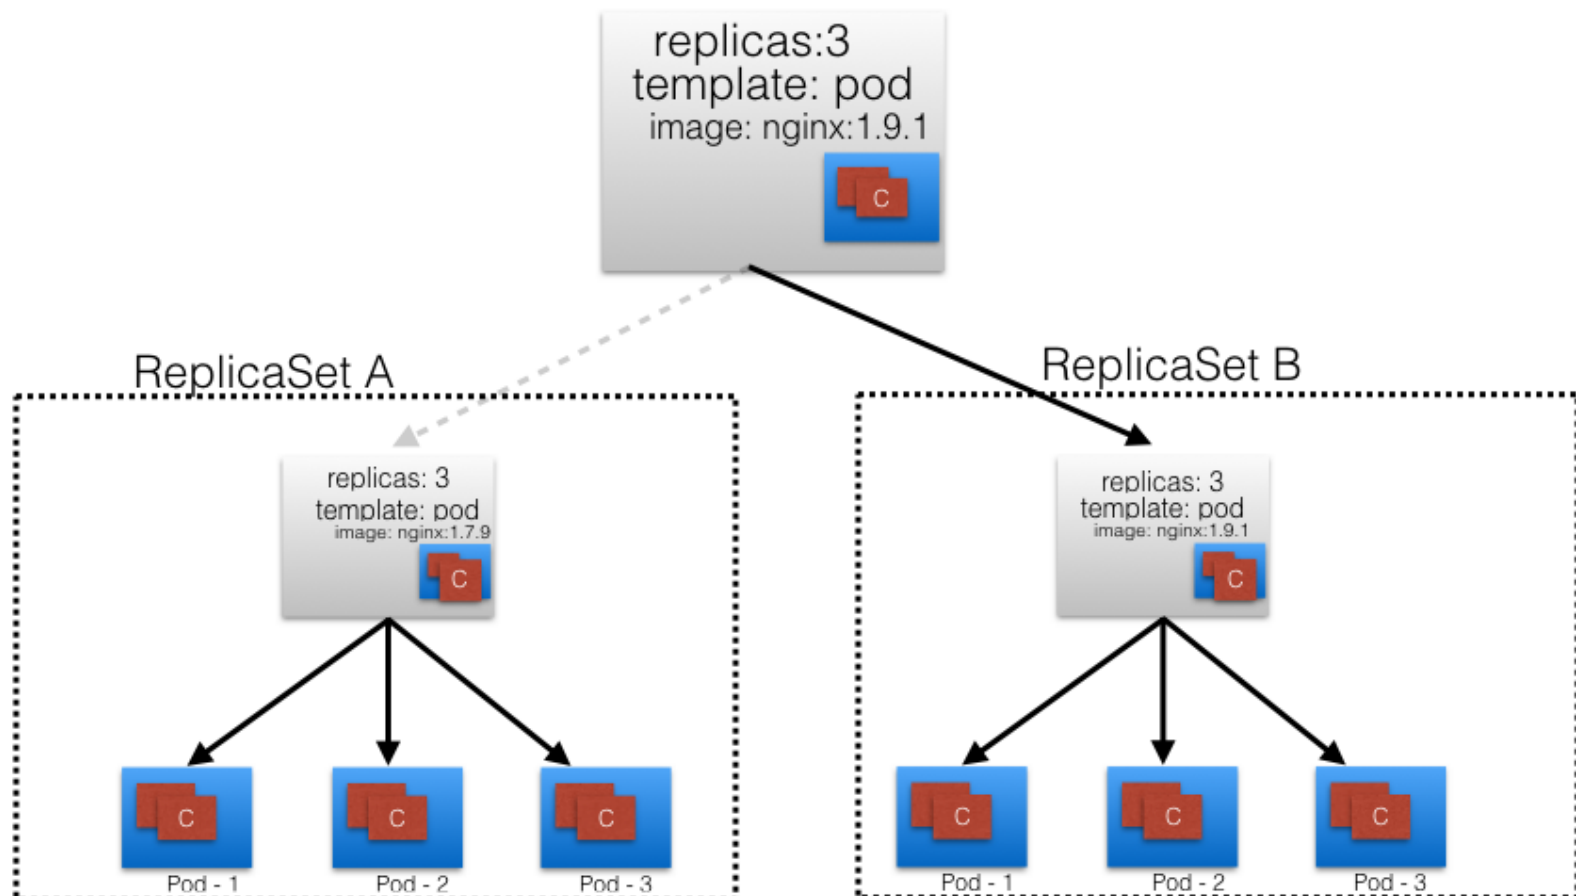 replicas:3
template: pod
image: nginx:1.9.1
C
ReplicaSet A
replicas: 3
template: pod
image: nginx:1.7.9
C
C
C
C
Pod - 1
Pod - 2
Pod - 3
ReplicaSet B
replicas: 3
template: pod
image: nginx:1.9.1
C
C
C
C
Pod - 1
Pod - 2
Pod - 3